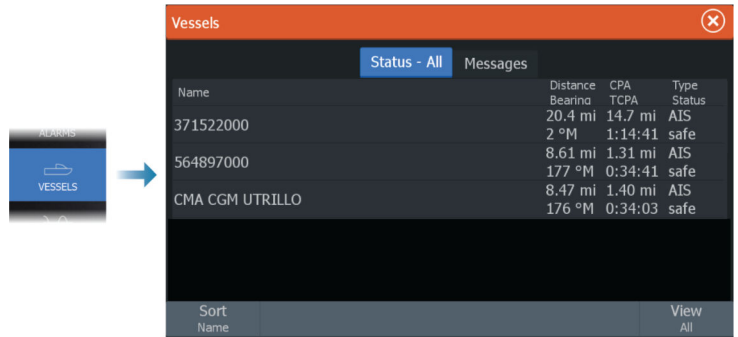 Vessels
Status - All Messages
Name Distance CPA Type
Bearing TCPA Status
371522000 20.4 mi 14.7 mi AIS
2 °M 1:14:41 safe
564897000 8.61 mi 1.31 mi AIS
177 °M 0:34:41 safe
CMA CGM UTRILLO 8.47 mi 1.40 mi AIS
176 °M 0:34:03 safe
ALARMS
VESSELS
Sort View
Name All